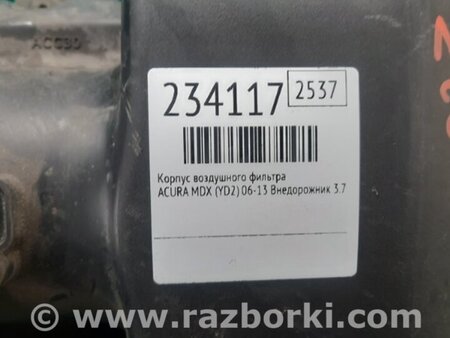 234117 2537
Корпус воздушного фильтра
ACURA MDX (YD2) 06-13 Внедорожник 3.7
www.razborki.com